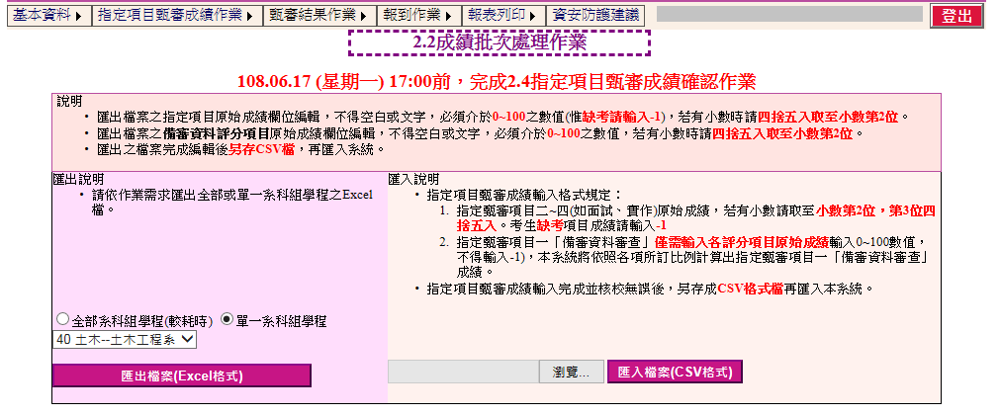 基本資料 指定項目甄審成績作業 甄審結果作業 報到作業 報表列印 資安防護建議 登出
2.2成績批次處理作業
108.06.17 (星期一) 17:00前，完成2.4指定項目甄審成績確認作業
說明
• 匯出檔案之指定項目原始成績欄位編輯，不得空白或文字，必須介於0~100之數值(惟缺考請輸入-1)，若有小數時請四捨五入取至小數第2位。
• 匯出檔案之備審資料評分項目原始成績欄位編輯，不得空白或文字，必須介於0~100之數值，若有小數時請四捨五入取至小數第2位。
• 匯出之檔案完成編輯後另存CSV檔，再匯入系統。
匯出說明
• 請依作業需求匯出全部或單一系科組學程之Excel
檔。
全部系科組學程(較耗時) 單一系科組學程
40 土木--土木工程系
匯出檔案(Excel格式)
匯入說明
• 指定項目甄審成績輸入格式規定：
1. 指定甄審項目二~四(如面試、實作)原始成績，若有小數請取至小數第2位，第3位四
捨五入。考生缺考項目成績請輸入-1
2. 指定甄審項目一「備審資料審查」僅需輸入各評分項目原始成績輸入0~100數值，
不得輸入-1)，本系統將依照各項所訂比例計算出指定甄審項目一「備審資料審查」
成績。
• 指定項目甄審成績輸入完成並核校無誤後，另存成CSV格式檔再匯入本系統。
瀏覽... 匯入檔案(CSV格式)